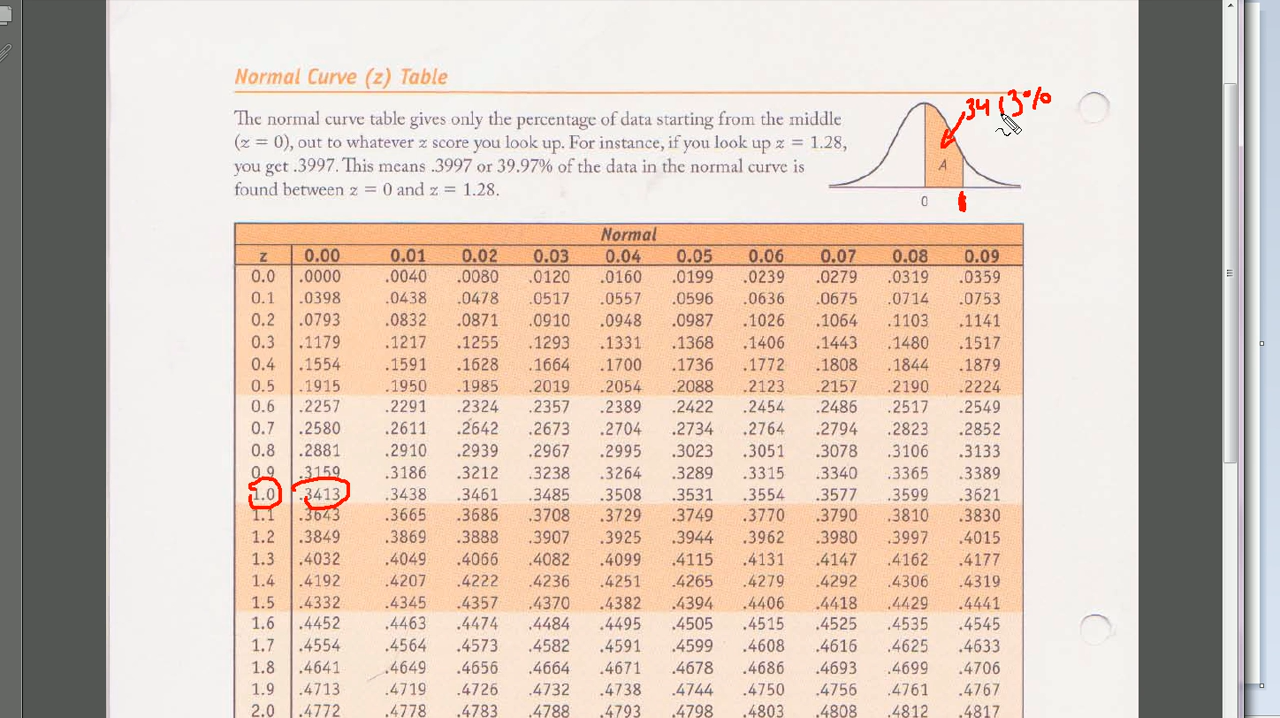 Normal Curve (z) Table
The normal curve table gives only the percentage of data starting from the middle
(z = 0), out to whatever z score you look up. For instance, if you look up z = 1.28,
you get .3997. This means .3997 or 39.97% of the data in the normal curve is
found between z = 0 and z = 1.28.
34.13%
A
0 1
Normal
z 0.00 0.01 0.02 0.03 0.04 0.05 0.06 0.07 0.08 0.09
0.0 .0000 .0040 .0080 .0120 .0160 .0199 .0239 .0279 .0319 .0359
0.1 .0398 .0438 .0478 .0517 .0557 .0596 .0636 .0675 .0714 .0753
0.2 .0793 .0832 .0871 .0910 .0948 .0987 .1026 .1064 .1103 .1141
0.3 .1179 .1217 .1255 .1293 .1331 .1368 .1406 .1443 .1480 .1517
0.4 .1554 .1591 .1628 .1664 .1700 .1736 .1772 .1808 .1844 .1879
0.5 .1915 .1950 .1985 .2019 .2054 .2088 .2123 .2157 .2190 .2224
0.6 .2257 .2291 .2324 .2357 .2389 .2422 .2454 .2486 .2517 .2549
0.7 .2580 .2611 .2642 .2673 .2704 .2734 .2764 .2794 .2823 .2852
0.8 .2881 .2910 .2939 .2967 .2995 .3023 .3051 .3078 .3106 .3133
0.9 .3159 .3186 .3212 .3238 .3264 .3289 .3315 .3340 .3365 .3389
1.0 .3413 .3438 .3461 .3485 .3508 .3531 .3554 .3577 .3599 .3621
1.1 .3643 .3665 .3686 .3708 .3729 .3749 .3770 .3790 .3810 .3830
1.2 .3849 .3869 .3888 .3907 .3925 .3944 .3962 .3980 .3997 .4015
1.3 .4032 .4049 .4066 .4082 .4099 .4115 .4131 .4147 .4162 .4177
1.4 .4192 .4207 .4222 .4236 .4251 .4265 .4279 .4292 .4306 .4319
1.5 .4332 .4345 .4357 .4370 .4382 .4394 .4406 .4418 .4429 .4441
1.6 .4452 .4463 .4474 .4484 .4495 .4505 .4515 .4525 .4535 .4545
1.7 .4554 .4564 .4573 .4582 .4591 .4599 .4608 .4616 .4625 .4633
1.8 .4641 .4649 .4656 .4664 .4671 .4678 .4686 .4693 .4699 .4706
1.9 .4713 .4719 .4726 .4732 .4738 .4744 .4750 .4756 .4761 .4767
2.0 .4772 .4778 .4783 .4788 .4793 .4798 .4803 .4808 .4812 .4817